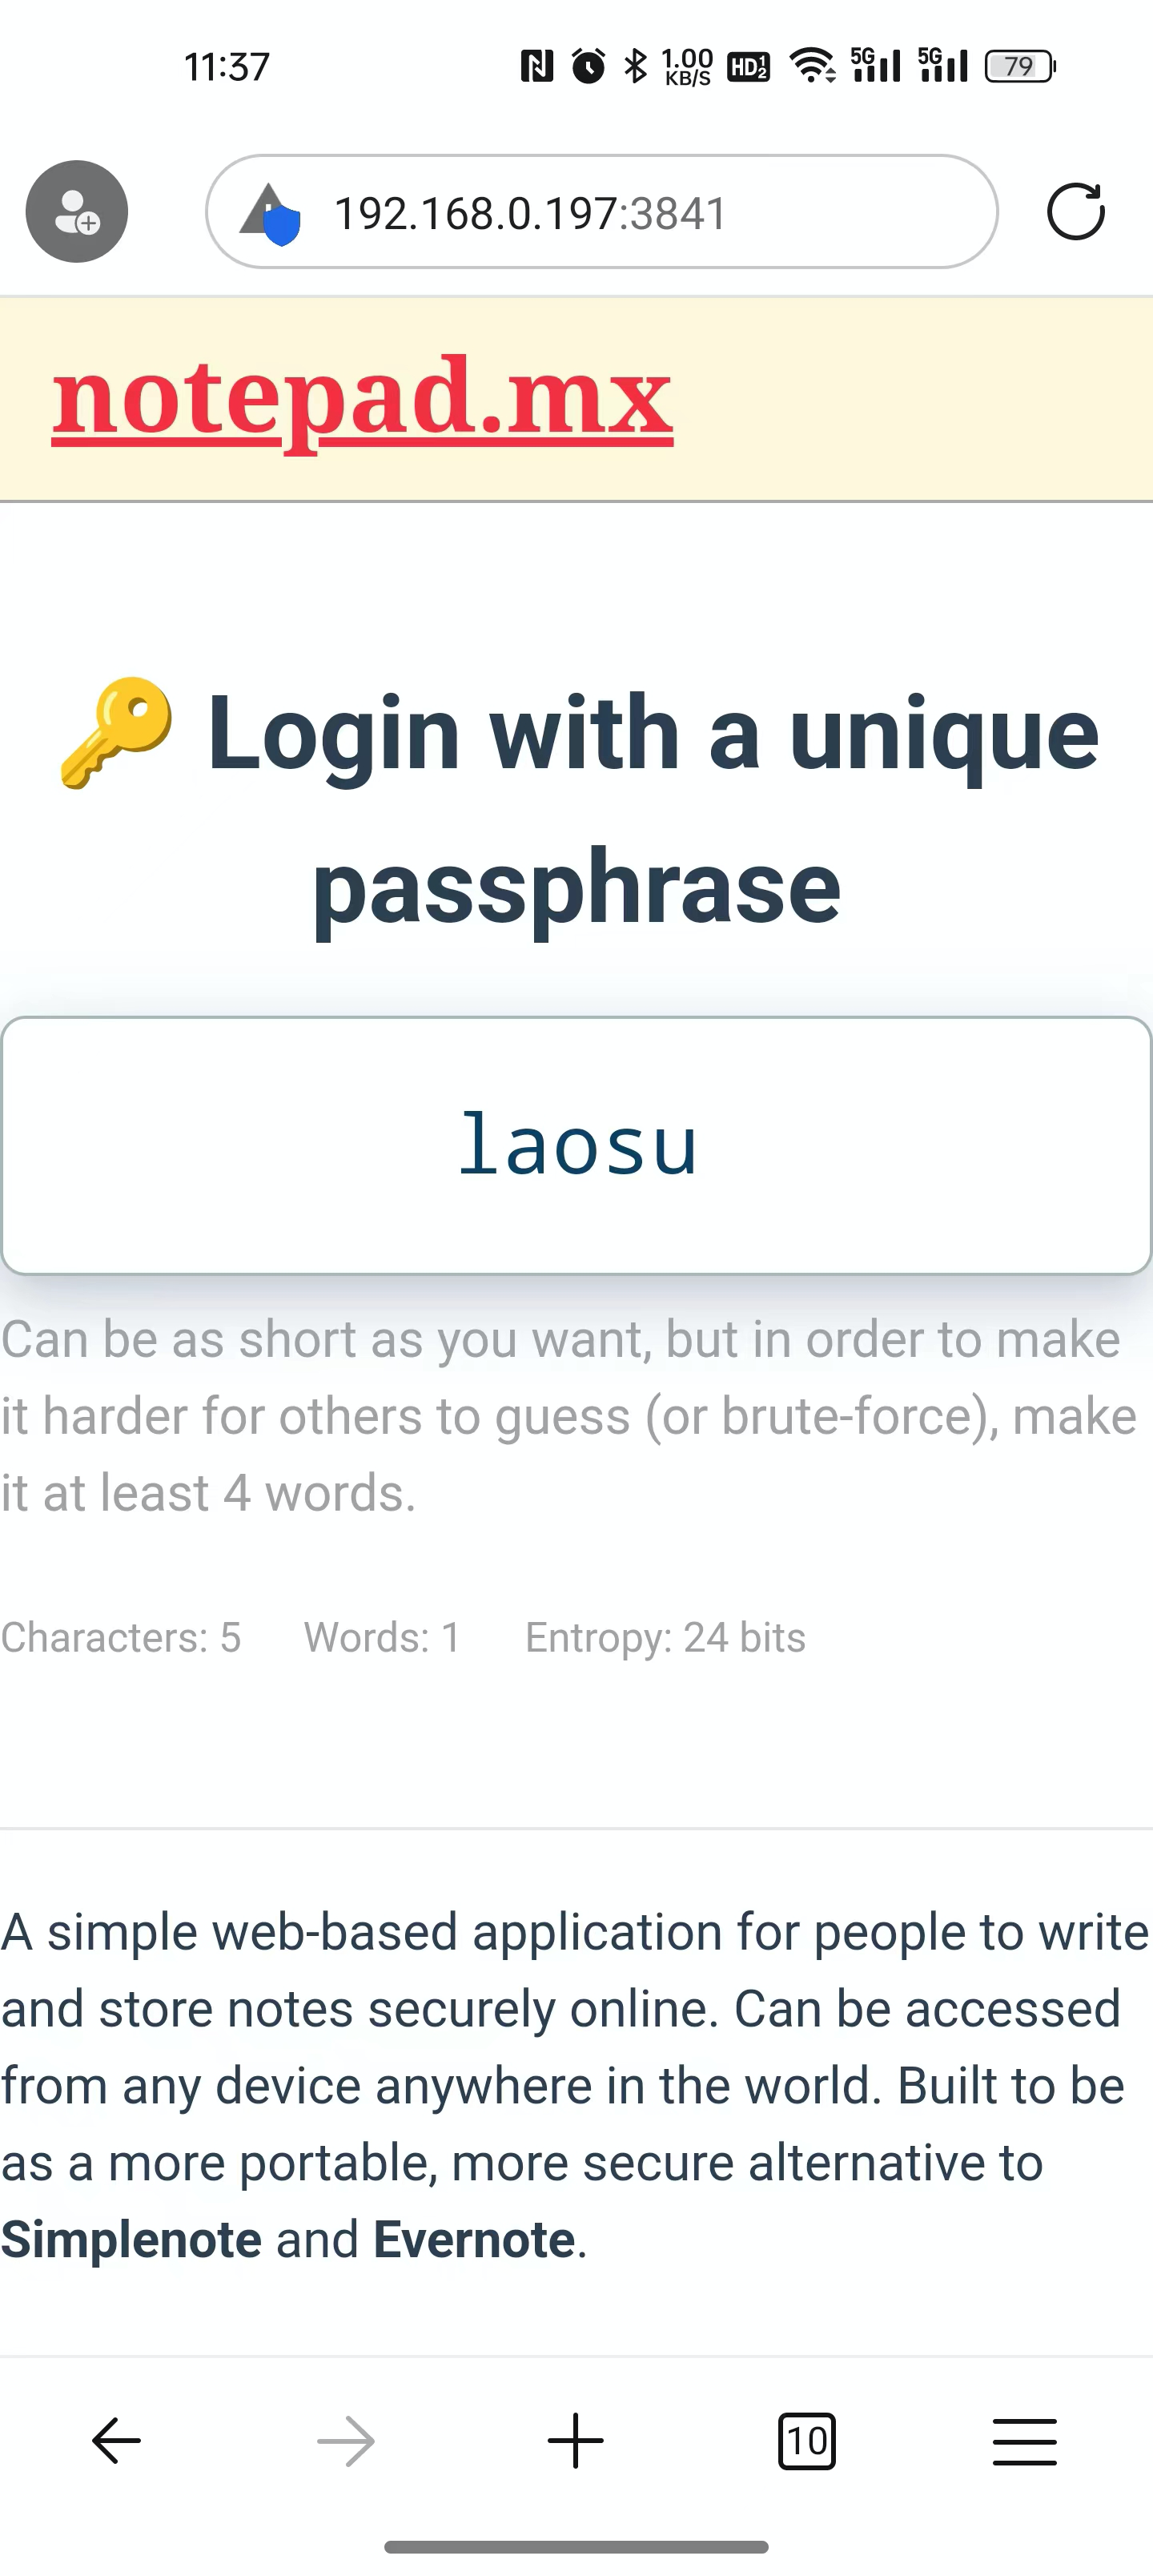 11:37 1.00 KB/S HD 1 2 5G 5G 79
192.168.0.197:3841
notepad.mx
🔑 Login with a unique
passphrase
laosu
Can be as short as you want, but in order to make
it harder for others to guess (or brute-force), make
it at least 4 words.
Characters: 5 Words: 1 Entropy: 24 bits
A simple web-based application for people to write
and store notes securely online. Can be accessed
from any device anywhere in the world. Built to be
as a more portable, more secure alternative to
Simplenote and Evernote.
10